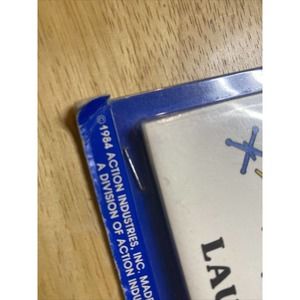 ©1984 ACTION INDUSTRIES, INC. MADE
A DIVISION OF ACTION INDU
LAU